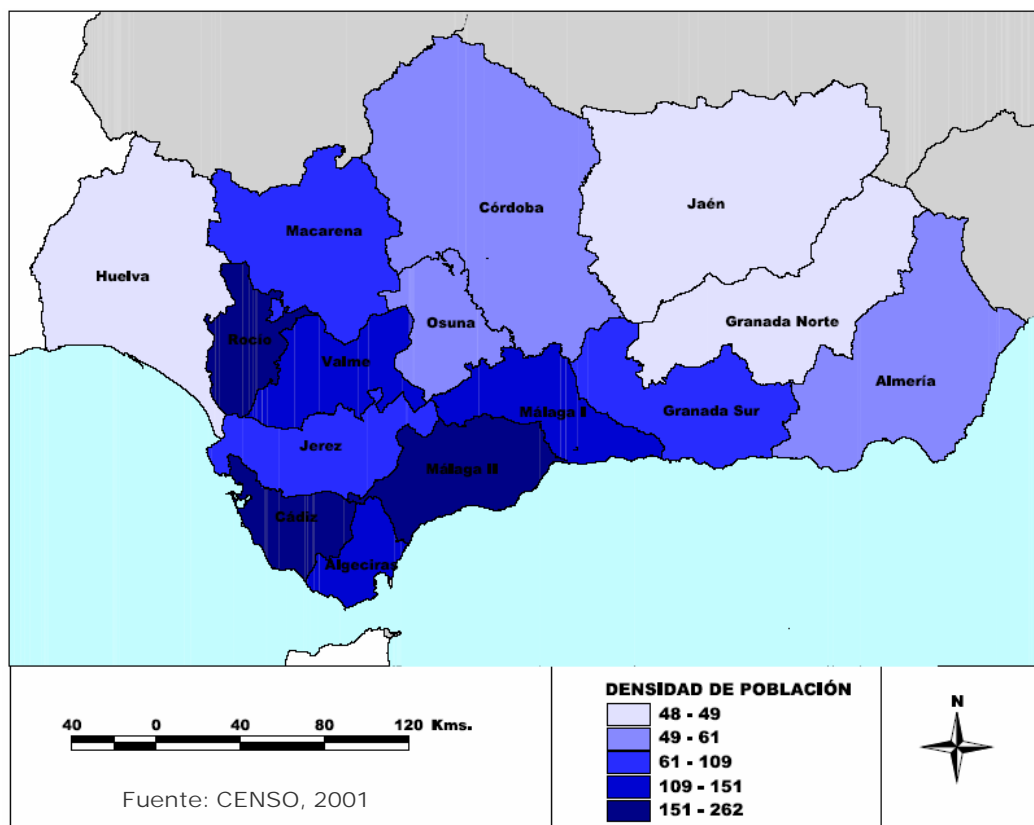 Córdoba
Jaén
Macarena
Huelva
Osuna
Granada Norte
Rocío
Valme
Almería
Málaga I
Granada Sur
Jerez
Málaga II
Cádiz
Algeciras
DENSIDAD DE POBLACIÓN
48 - 49
49 - 61
61 - 109
109 - 151
151 - 262
40 0 40 80 120 Kms.
N
Fuente: CENSO, 2001